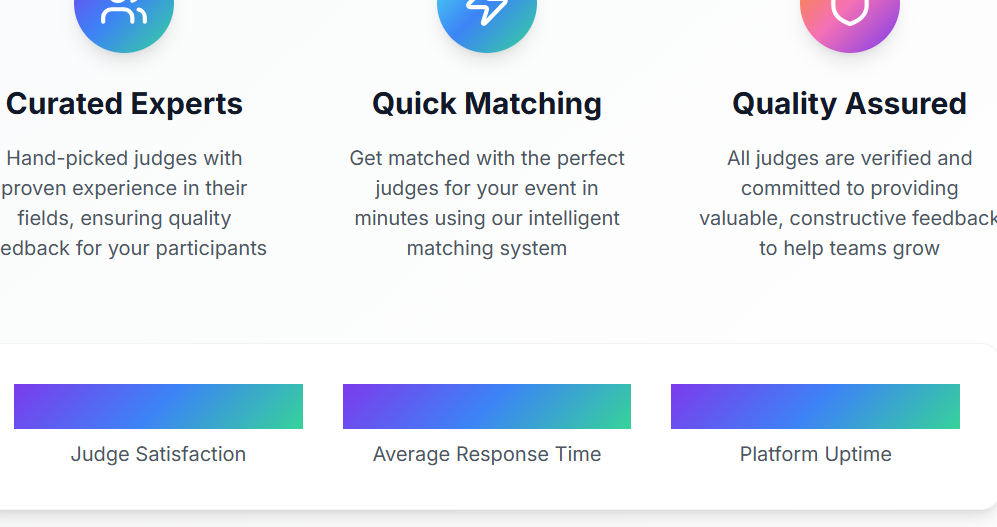 Curated Experts
Hand-picked judges with
proven experience in their
fields, ensuring quality
edback for your participants
Quick Matching
Get matched with the perfect
judges for your event in
minutes using our intelligent
matching system
Quality Assured
All judges are verified and
committed to providing
valuable, constructive feedback
to help teams grow
Judge Satisfaction
Average Response Time
Platform Uptime